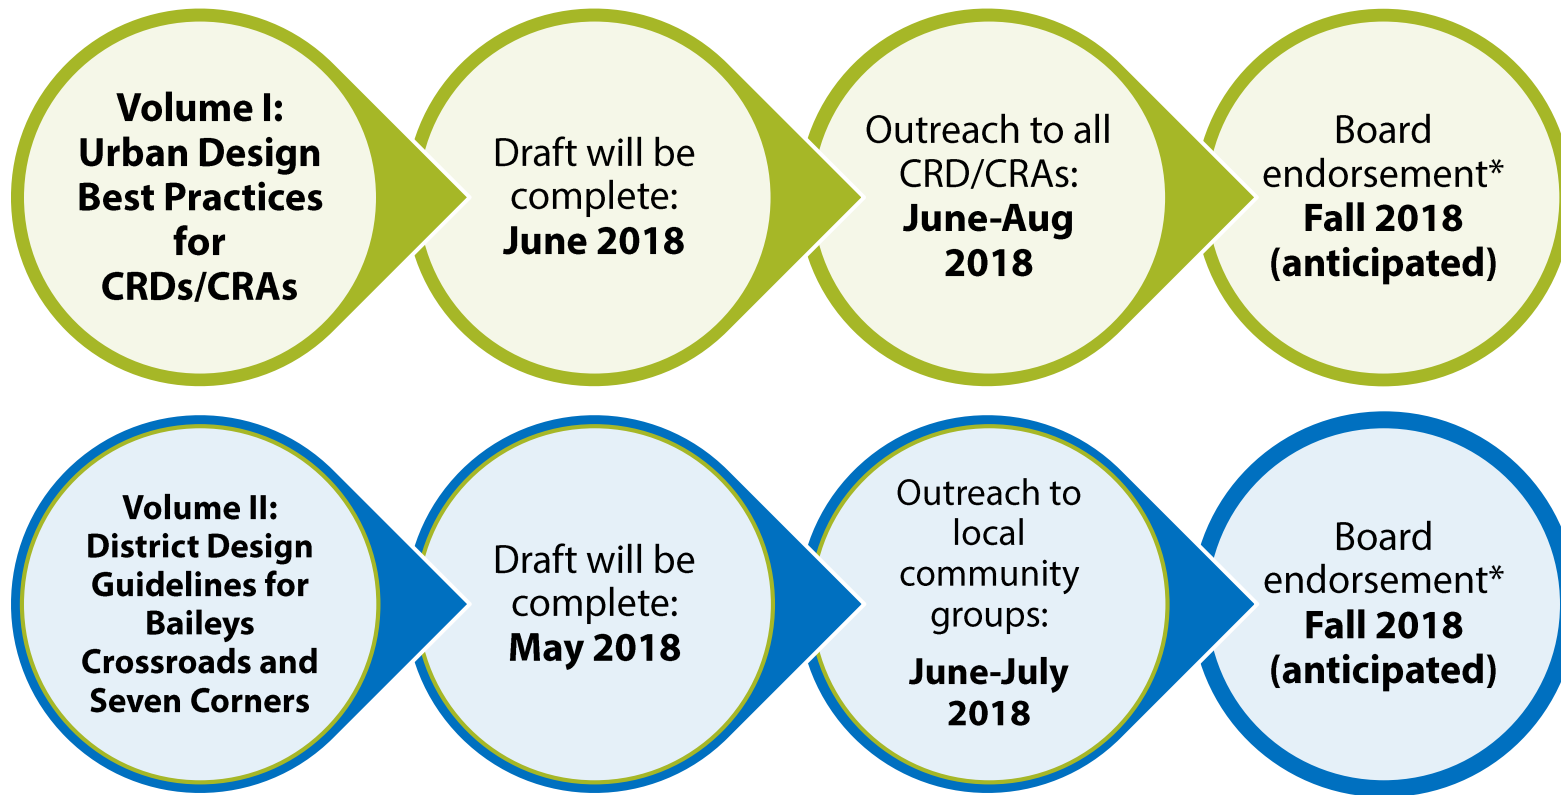 Volume I:
Urban Design
Best Practices
for
CRDs/CRAs
Draft will be
complete:
June 2018
Outreach to all
CRD/CRAs:
June-Aug
2018
Board
endorsement*
Fall 2018
(anticipated)
Volume II:
District Design
Guidelines for
Baileys
Crossroads and
Seven Corners
Draft will be
complete:
May 2018
Outreach to
local
community
groups:
June-July
2018
Board
endorsement*
Fall 2018
(anticipated)